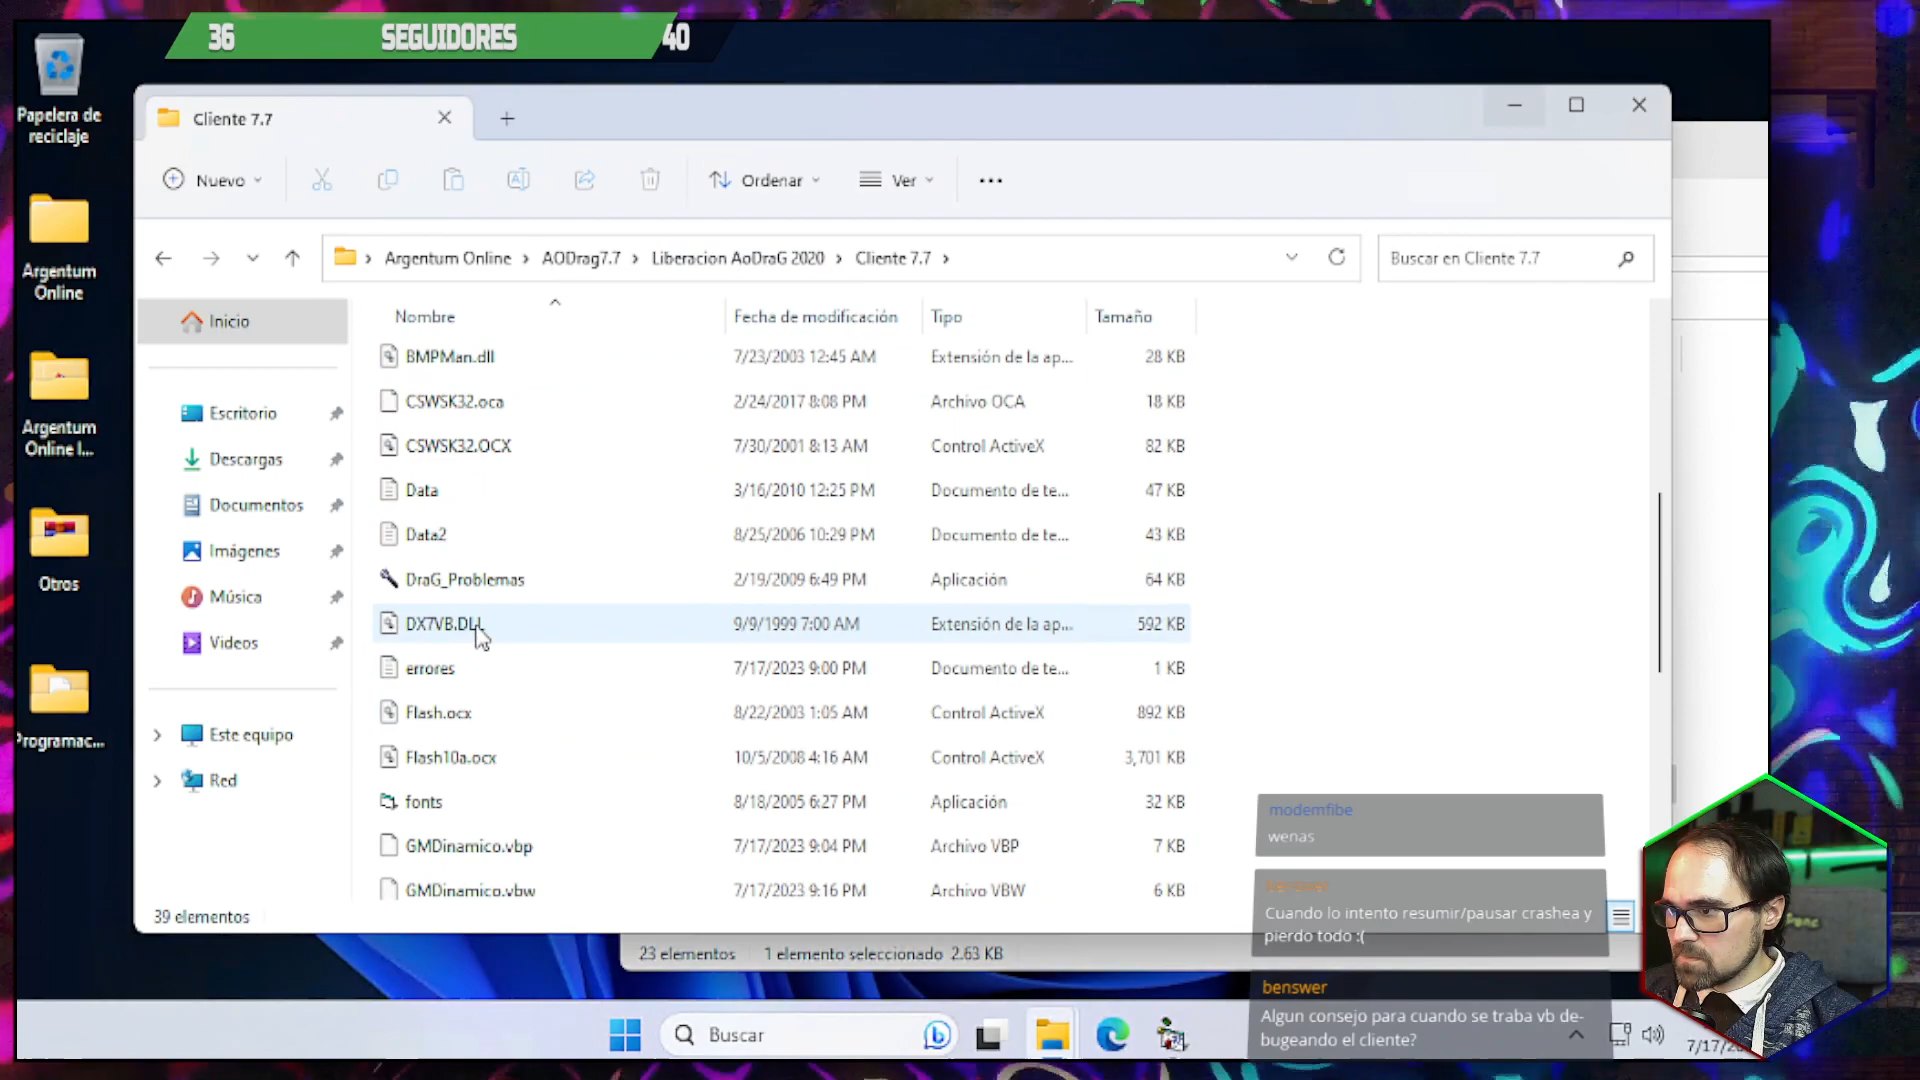 36 SEGUIDORES 40
Papelera de
reciclaje
Argentum
Online
Argentum
Online I...
Otros
Programac...
Cliente 7.7
Nuevo
Ordenar
Ver
Argentum Online > AODrag7.7 > Liberacion AoDraG 2020 > Cliente 7.7 >
Buscar en Cliente 7.7
Inicio
Escritorio
Descargas
Documentos
Imágenes
Música
Videos
Este equipo
Red
Nombre Fecha de modificación Tipo Tamaño
BMPMan.dll 7/23/2003 12:45 AM Extensión de la ap... 28 KB
CSWSK32.oca 2/24/2017 8:08 PM Archivo OCA 18 KB
CSWSK32.OCX 7/30/2001 8:13 AM Control ActiveX 82 KB
Data 3/16/2010 12:25 PM Documento de te... 47 KB
Data2 8/25/2006 10:29 PM Documento de te... 43 KB
DraG_Problemas 2/19/2009 6:49 PM Aplicación 64 KB
DX7VB.DLL 9/9/1999 7:00 AM Extensión de la ap... 592 KB
errores 7/17/2023 9:00 PM Documento de te... 1 KB
Flash.ocx 8/22/2003 1:05 AM Control ActiveX 892 KB
Flash10a.ocx 10/5/2008 4:16 AM Control ActiveX 3,701 KB
fonts 8/18/2005 6:27 PM Aplicación 32 KB
GMDinamico.vbp 7/17/2023 9:04 PM Archivo VBP 7 KB
GMDinamico.vbw 7/17/2023 9:16 PM Archivo VBW 6 KB
39 elementos
23 elementos 1 elemento seleccionado 2.63 KB
modemfibe
wenas
benswer
Cuando lo intento resumir/pausar crashea y
pierdo todo :(
benswer
Algun consejo para cuando se traba vb de-
bugeando el cliente?
Buscar